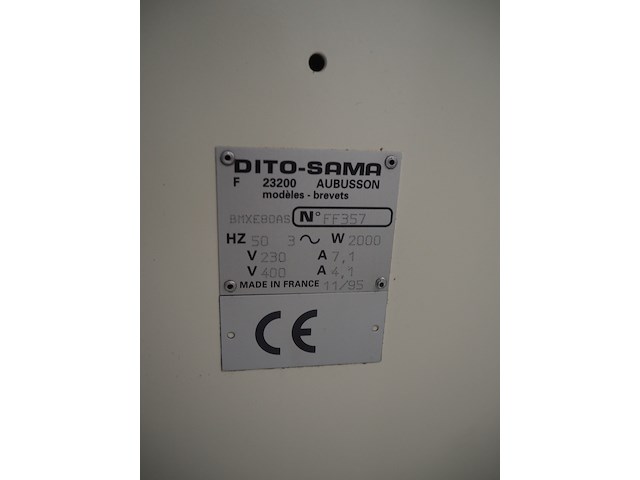 DITO-SAMA
F 23200 AUBUSSON
modèles - brevets
BMXE80AS N° FF357
HZ 50 3 ~ W 2000
V 230 A 7,1
V 400 A 4,1
MADE IN FRANCE 11/95
CE